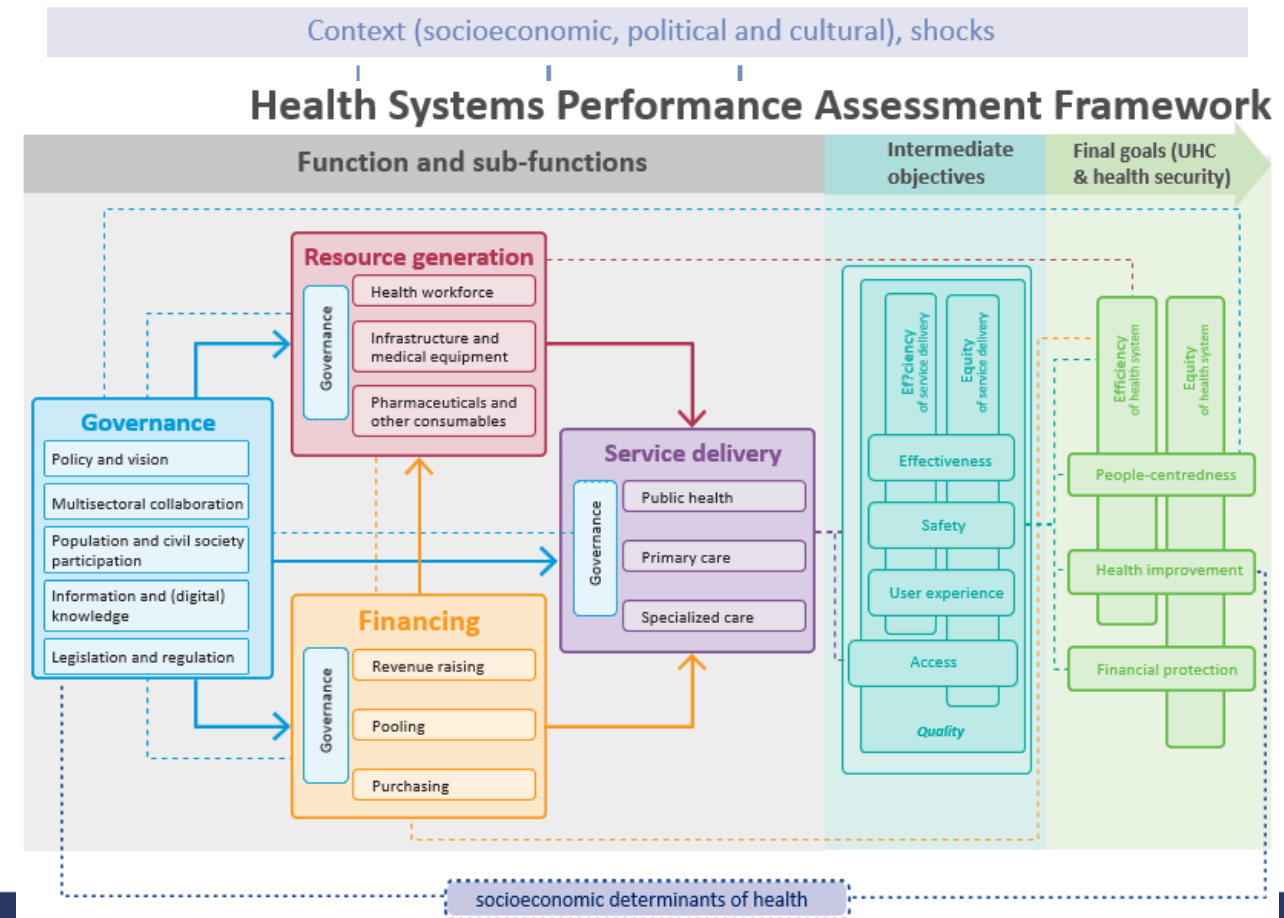 Context (socioeconomic, political and cultural), shocks
Health Systems Performance Assessment Framework
Function and sub-functions
Intermediate
objectives
Final goals (UHC
& health security)
Governance
Policy and vision
Multisectoral collaboration
Population and civil society
participation
Information and (digital)
knowledge
Legislation and regulation
Resource generation
Governance
Health workforce
Infrastructure and
medical equipment
Pharmaceuticals and
other consumables
Financing
Governance
Revenue raising
Pooling
Purchasing
Service delivery
Governance
Public health
Primary care
Specialized care
Ef?ciency
of service delivery
Equity
of service delivery
Effectiveness
Safety
User experience
Access
Quality
Efficiency
of health system
Equity
of health system
People-centredness
Health improvement
Financial protection
socioeconomic determinants of health